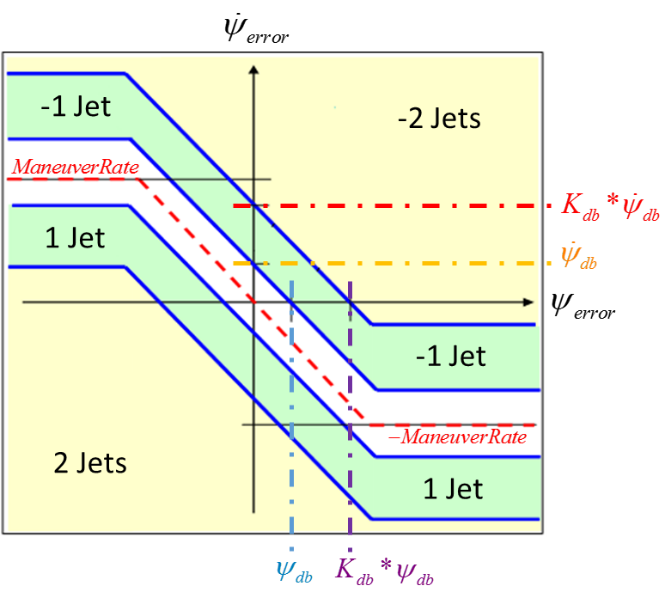 ψ̇error
-1 Jet
-2 Jets
ManeuverRate
Kdb*ψ̇db
1 Jet
ψ̇db
ψerror
-1 Jet
−ManeuverRate
2 Jets
1 Jet
ψdb
Kdb*ψdb